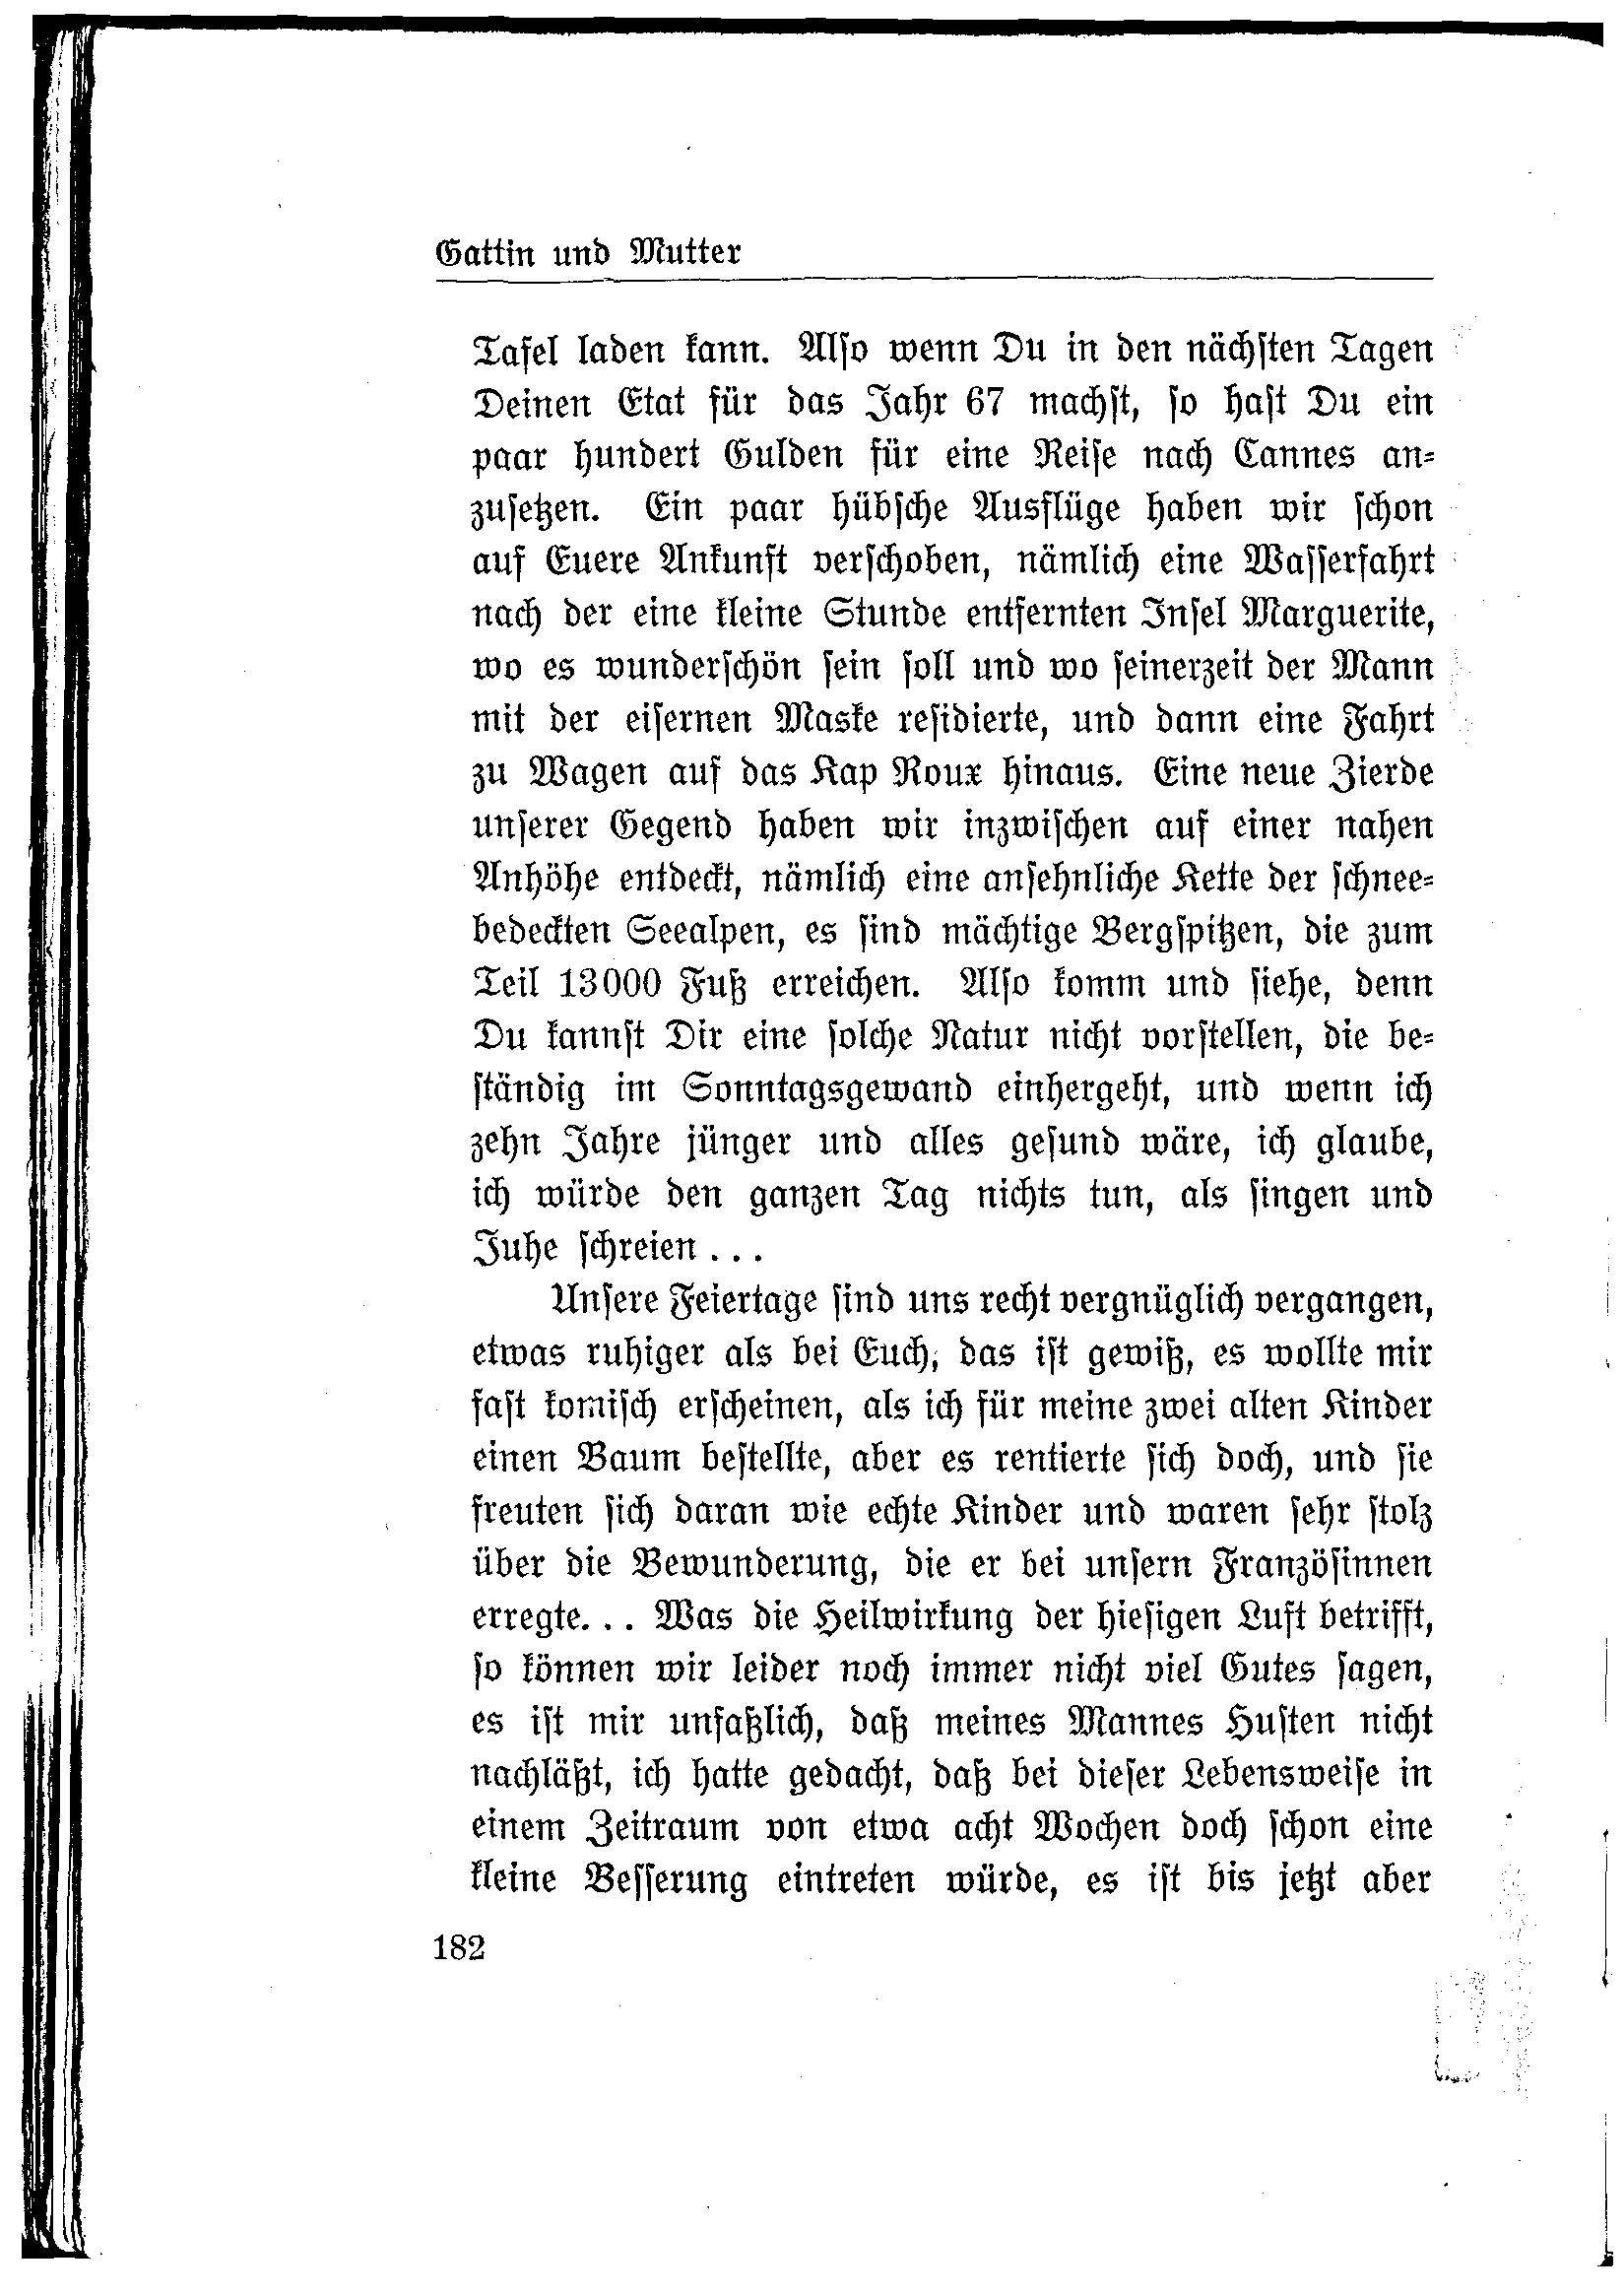 Gattin und Mutter
Tafel laden kann. Also wenn Du in den nächsten Tagen
Deinen Etat für das Jahr 67 machst, so hast Du ein
paar hundert Gulden für eine Reise nach Cannes an-
zusetzen. Ein paar hübsche Ausflüge haben wir schon
auf Euere Ankunft verschoben, nämlich eine Wasserfahrt
nach der eine kleine Stunde entfernten Insel Marguerite,
wo es wunderschön sein soll und wo seinerzeit der Mann
mit der eisernen Maske residierte, und dann eine Fahrt
zu Wagen auf das Kap Roux hinaus. Eine neue Zierde
unserer Gegend haben wir inzwischen auf einer nahen
Anhöhe entdeckt, nämlich eine ansehnliche Kette der schnee-
bedeckten Seealpen, es sind mächtige Bergspitzen, die zum
Teil 13000 Fuß erreichen. Also komm und siehe, denn
Du kannst Dir eine solche Natur nicht vorstellen, die be-
ständig im Sonntagsgewand einhergeht, und wenn ich
zehn Jahre jünger und alles gesund wäre, ich glaube,
ich würde den ganzen Tag nichts tun, als singen und
Juhe schreien...
Unsere Feiertage sind uns recht vergnüglich vergangen,
etwas ruhiger als bei Euch, das ist gewiß, es wollte mir
fast komisch erscheinen, als ich für meine zwei alten Kinder
einen Baum bestellte, aber es rentierte sich doch, und sie
freuten sich daran wie echte Kinder und waren sehr stolz
über die Bewunderung, die er bei unsern Französinnen
erregte... Was die Heilwirkung der hiesigen Luft betrifft,
so können wir leider noch immer nicht viel Gutes sagen,
es ist mir unfaßlich, daß meines Mannes Husten nicht
nachläßt, ich hatte gedacht, daß bei dieser Lebensweise in
einem Zeitraum von etwa acht Wochen doch schon eine
kleine Besserung eintreten würde, es ist bis jetzt aber
182